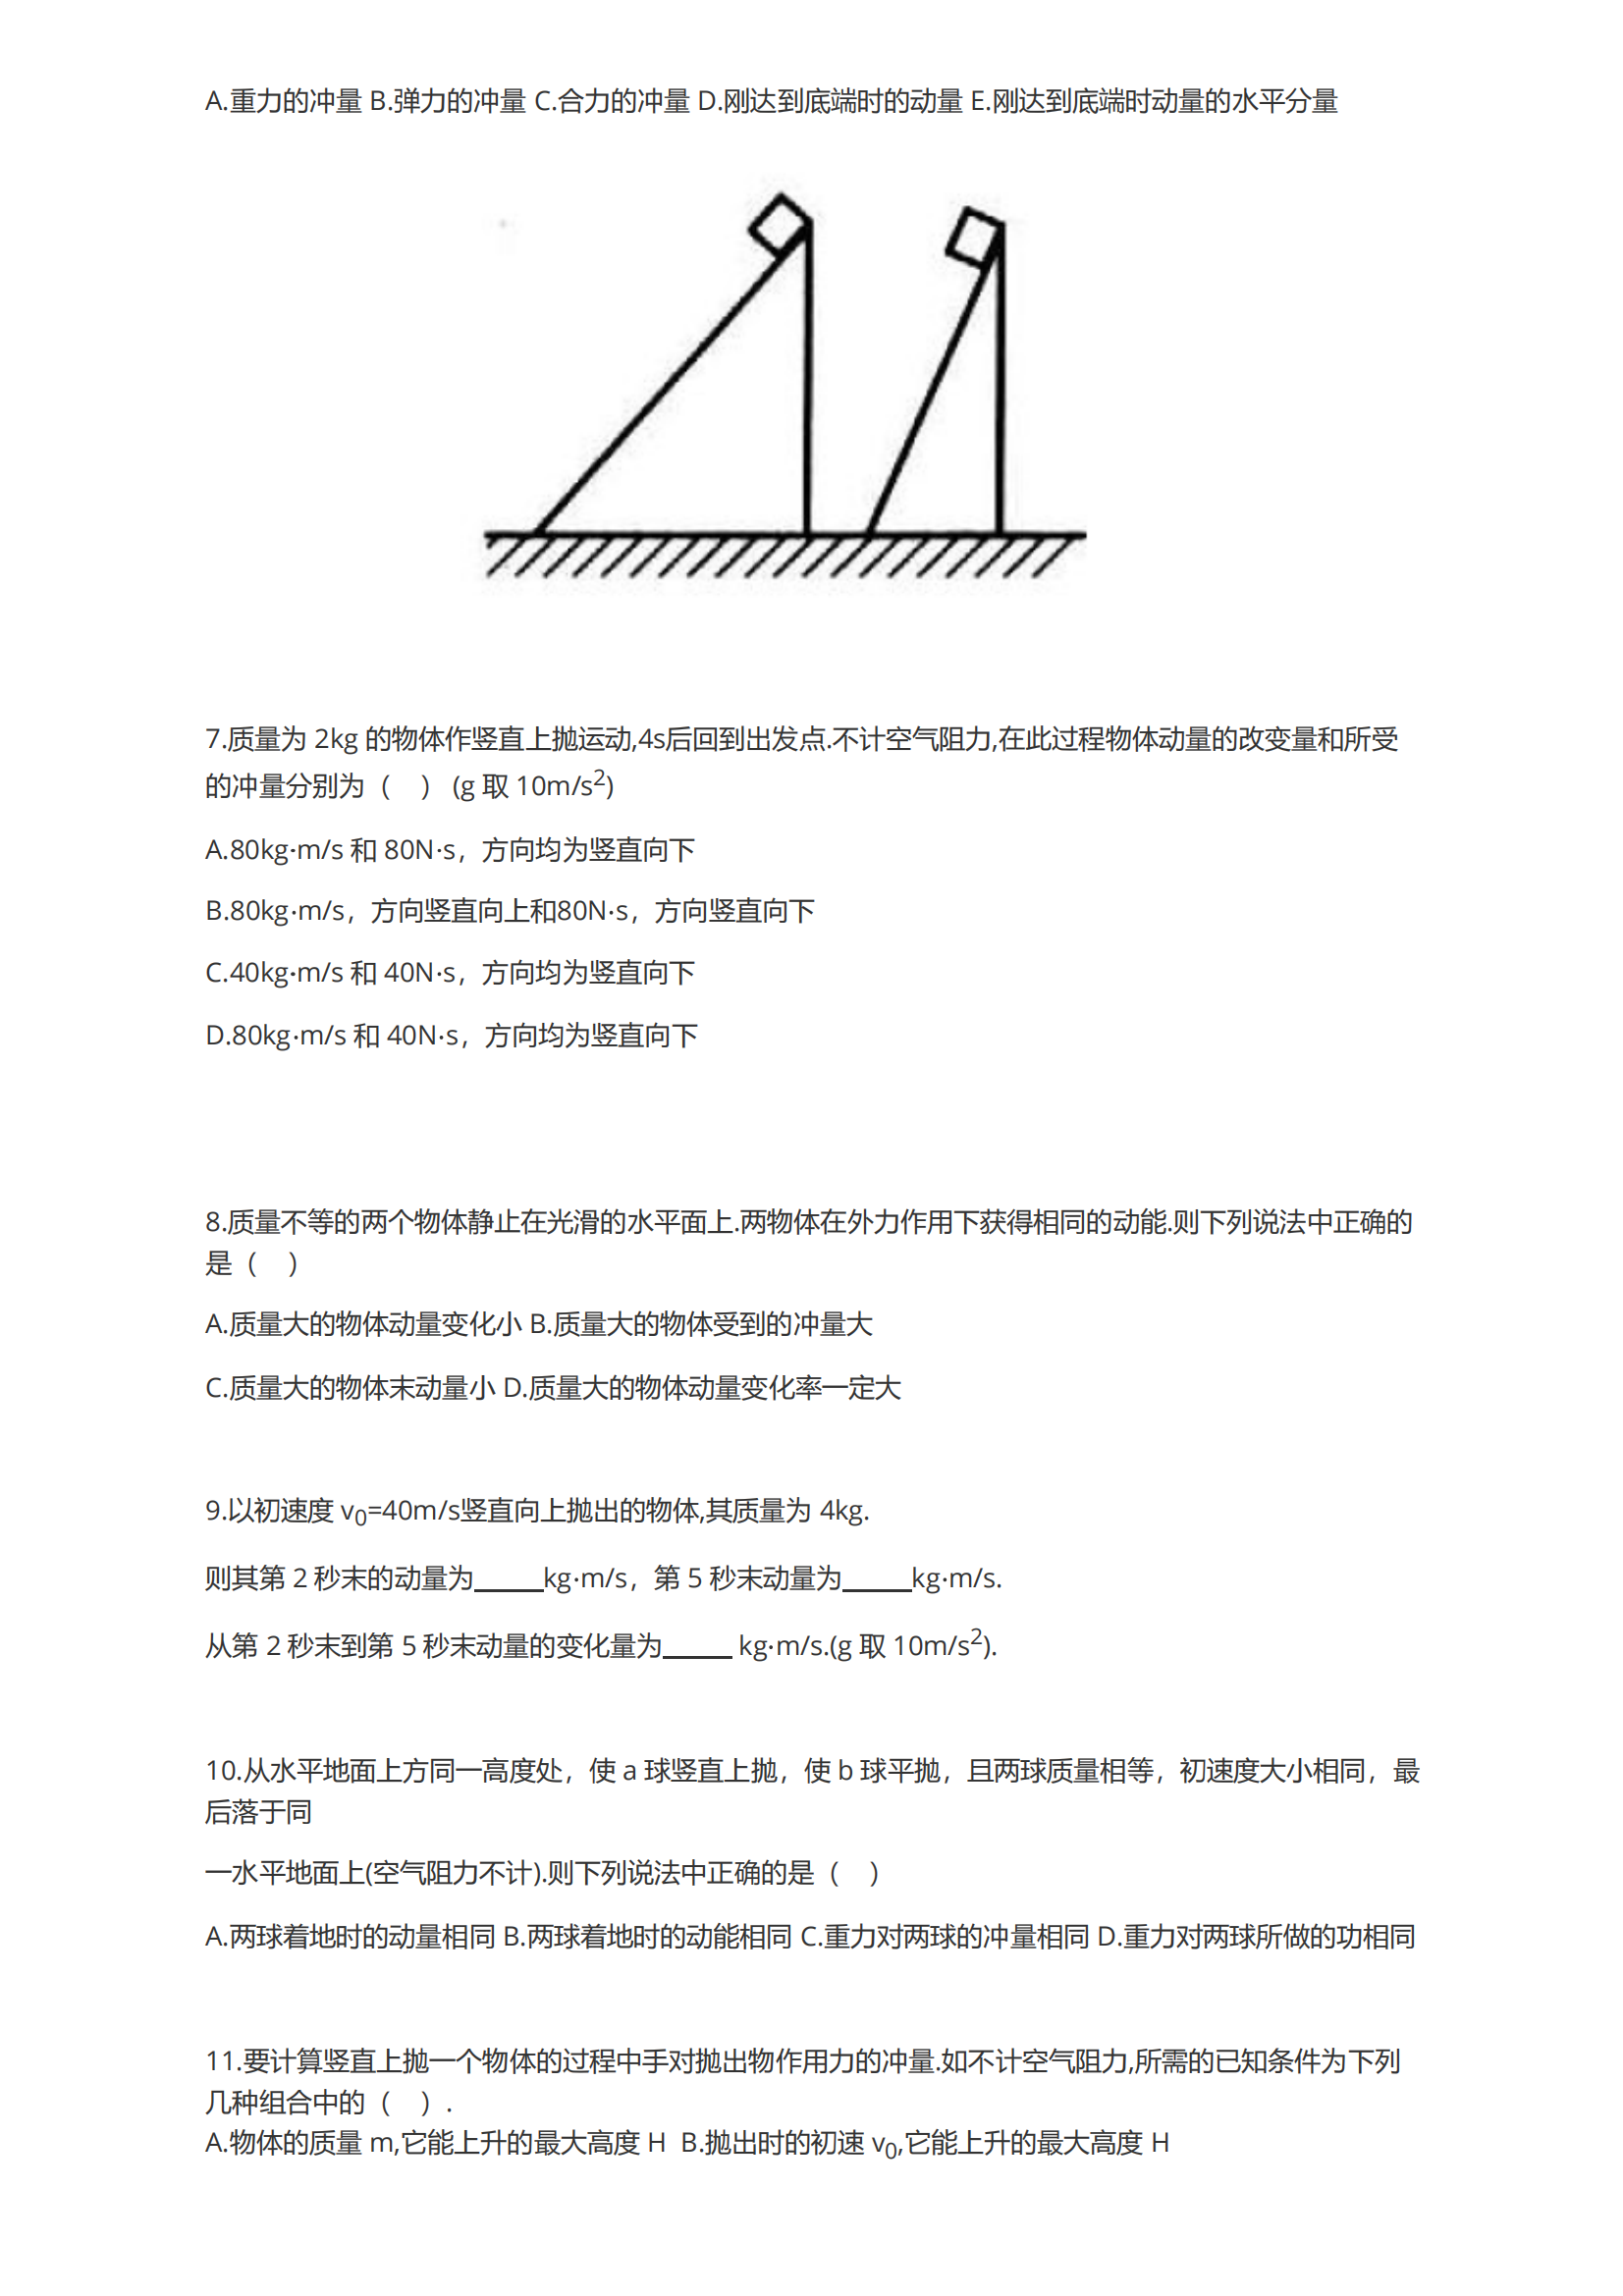 A.重力的冲量 B.弹力的冲量 C.合力的冲量 D.刚达到底端时的动量 E.刚达到底端时动量的水平分量
7.质量为 2kg 的物体作竖直上抛运动,4s后回到出发点.不计空气阻力,在此过程物体动量的改变量和所受
的冲量分别为（ ） (g 取 10m/s²)
A.80kg·m/s 和 80N·s，方向均为竖直向下
B.80kg·m/s，方向竖直向上和80N·s，方向竖直向下
C.40kg·m/s 和 40N·s，方向均为竖直向下
D.80kg·m/s 和 40N·s，方向均为竖直向下
8.质量不等的两个物体静止在光滑的水平面上.两物体在外力作用下获得相同的动能.则下列说法中正确的
是（ ）
A.质量大的物体动量变化小 B.质量大的物体受到的冲量大
C.质量大的物体末动量小 D.质量大的物体动量变化率一定大
9.以初速度 v₀=40m/s竖直向上抛出的物体,其质量为 4kg.
则其第 2 秒末的动量为_____kg·m/s，第 5 秒末动量为_____kg·m/s.
从第 2 秒末到第 5 秒末动量的变化量为_____ kg·m/s.(g 取 10m/s²).
10.从水平地面上方同一高度处，使 a 球竖直上抛，使 b 球平抛，且两球质量相等，初速度大小相同，最
后落于同
一水平地面上(空气阻力不计).则下列说法中正确的是（ ）
A.两球着地时的动量相同 B.两球着地时的动能相同 C.重力对两球的冲量相同 D.重力对两球所做的功相同
11.要计算竖直上抛一个物体的过程中手对抛出物作用力的冲量.如不计空气阻力,所需的已知条件为下列
几种组合中的（ ）.
A.物体的质量 m,它能上升的最大高度 H B.抛出时的初速 v₀,它能上升的最大高度 H